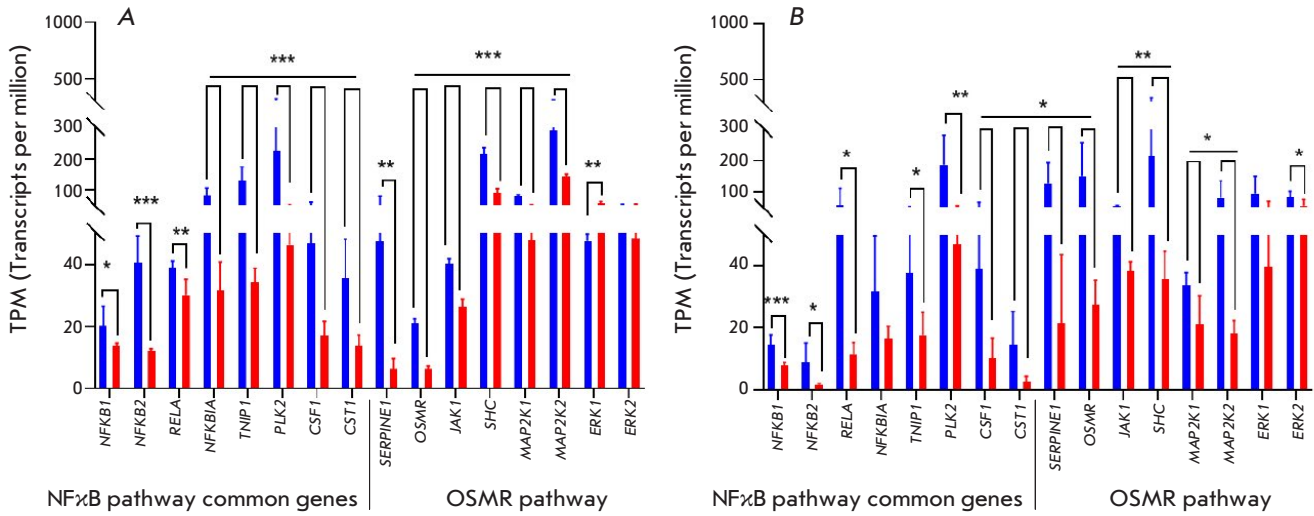 A
TPM (Transcripts per million)
1000
500
300
200
100
40
20
0
***
***
***
**
*
**
**
NFKB1
NFKB2
RELA
NFKBIA
TNIP1
PLK2
CSF1
CST1
SERPINE1
OSMR
JAK1
SHC
MAP2K1
MAP2K2
ERK1
ERK2
NFϰB pathway common genes
OSMR pathway
B
TPM (Transcripts per million)
1000
500
300
200
100
40
20
0
**
*
**
*
*
*
*
***
*
NFKB1
NFKB2
RELA
NFKBIA
TNIP1
PLK2
CSF1
CST1
SERPINE1
OSMR
JAK1
SHC
MAP2K1
MAP2K2
ERK1
ERK2
NFϰB pathway common genes
OSMR pathway